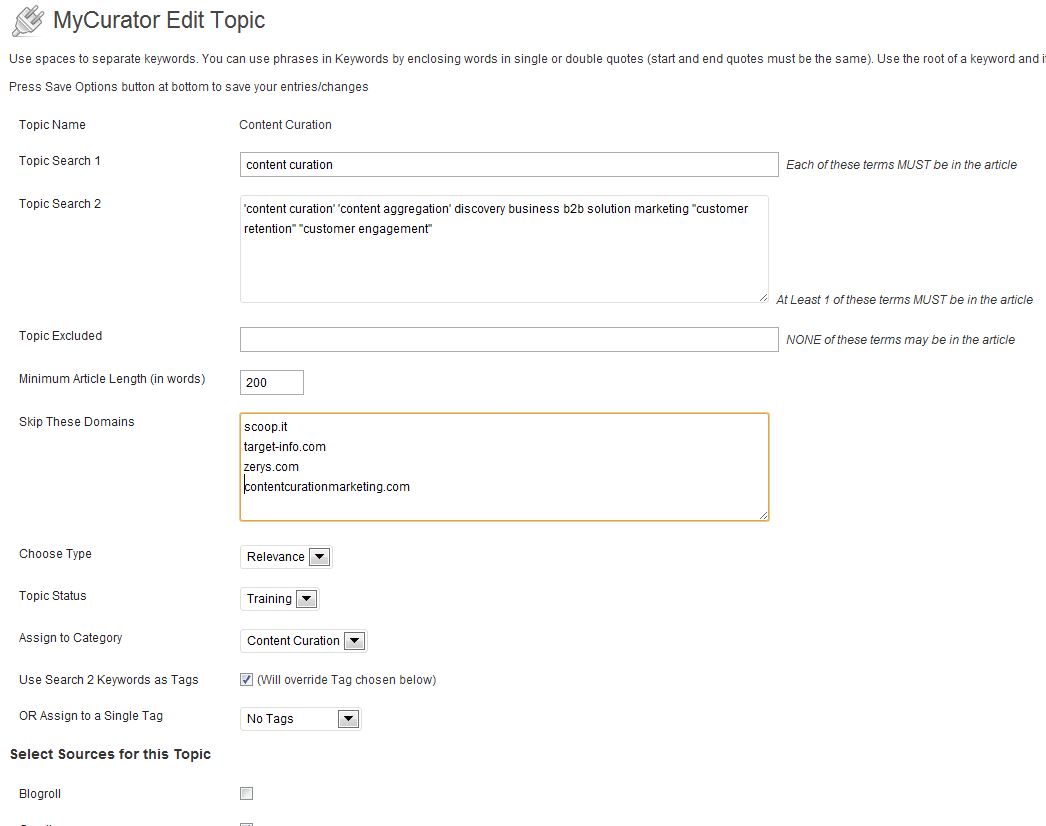 MyCurator Edit Topic
Use spaces to separate keywords. You can use phrases in Keywords by enclosing words in single or double quotes (start and end quotes must be the same). Use the root of a keyword and
Press Save Options button at bottom to save your entries/changes
Topic Name Content Curation
Topic Search 1 content curation Each of these terms MUST be in the article
Topic Search 2 'content curation' 'content aggregation' discovery business b2b solution marketing "customer
retention" "customer engagement"
At Least 1 of these terms MUST be in the article
Topic Excluded NONE of these terms may be in the article
Minimum Article Length (in words) 200
Skip These Domains scoop.it
target-info.com
zerys.com
contentcurationmarketing.com
Choose Type Relevance
Topic Status Training
Assign to Category Content Curation
Use Search 2 Keywords as Tags (Will override Tag chosen below)
OR Assign to a Single Tag No Tags
Select Sources for this Topic
Blogroll